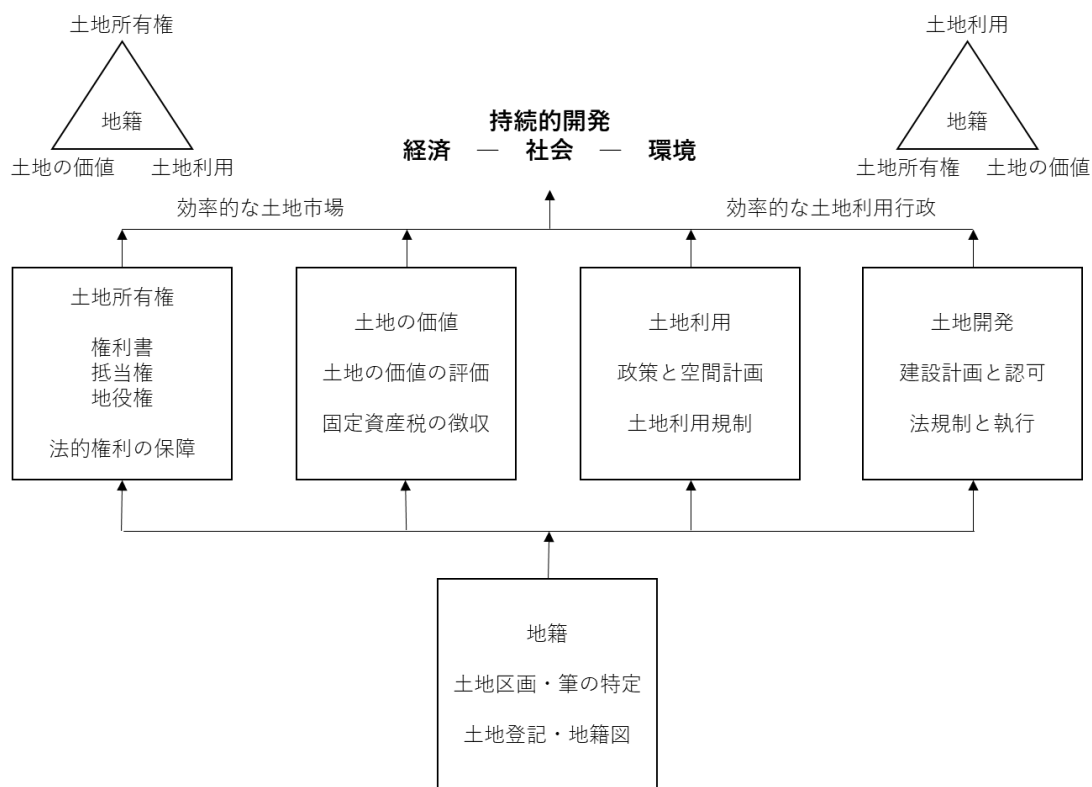 土地所有権
地籍
土地の価値 土地利用
土地利用
地籍
土地所有権 土地の価値
持続的開発
経済 ― 社会 ― 環境
効率的な土地市場
効率的な土地利用行政
土地所有権
権利書
抵当権
地役権
法的権利の保障
土地の価値
土地の価値の評価
固定資産税の徴収
土地利用
政策と空間計画
土地利用規制
土地開発
建設計画と認可
法規制と執行
地籍
土地区画・筆の特定
土地登記・地籍図